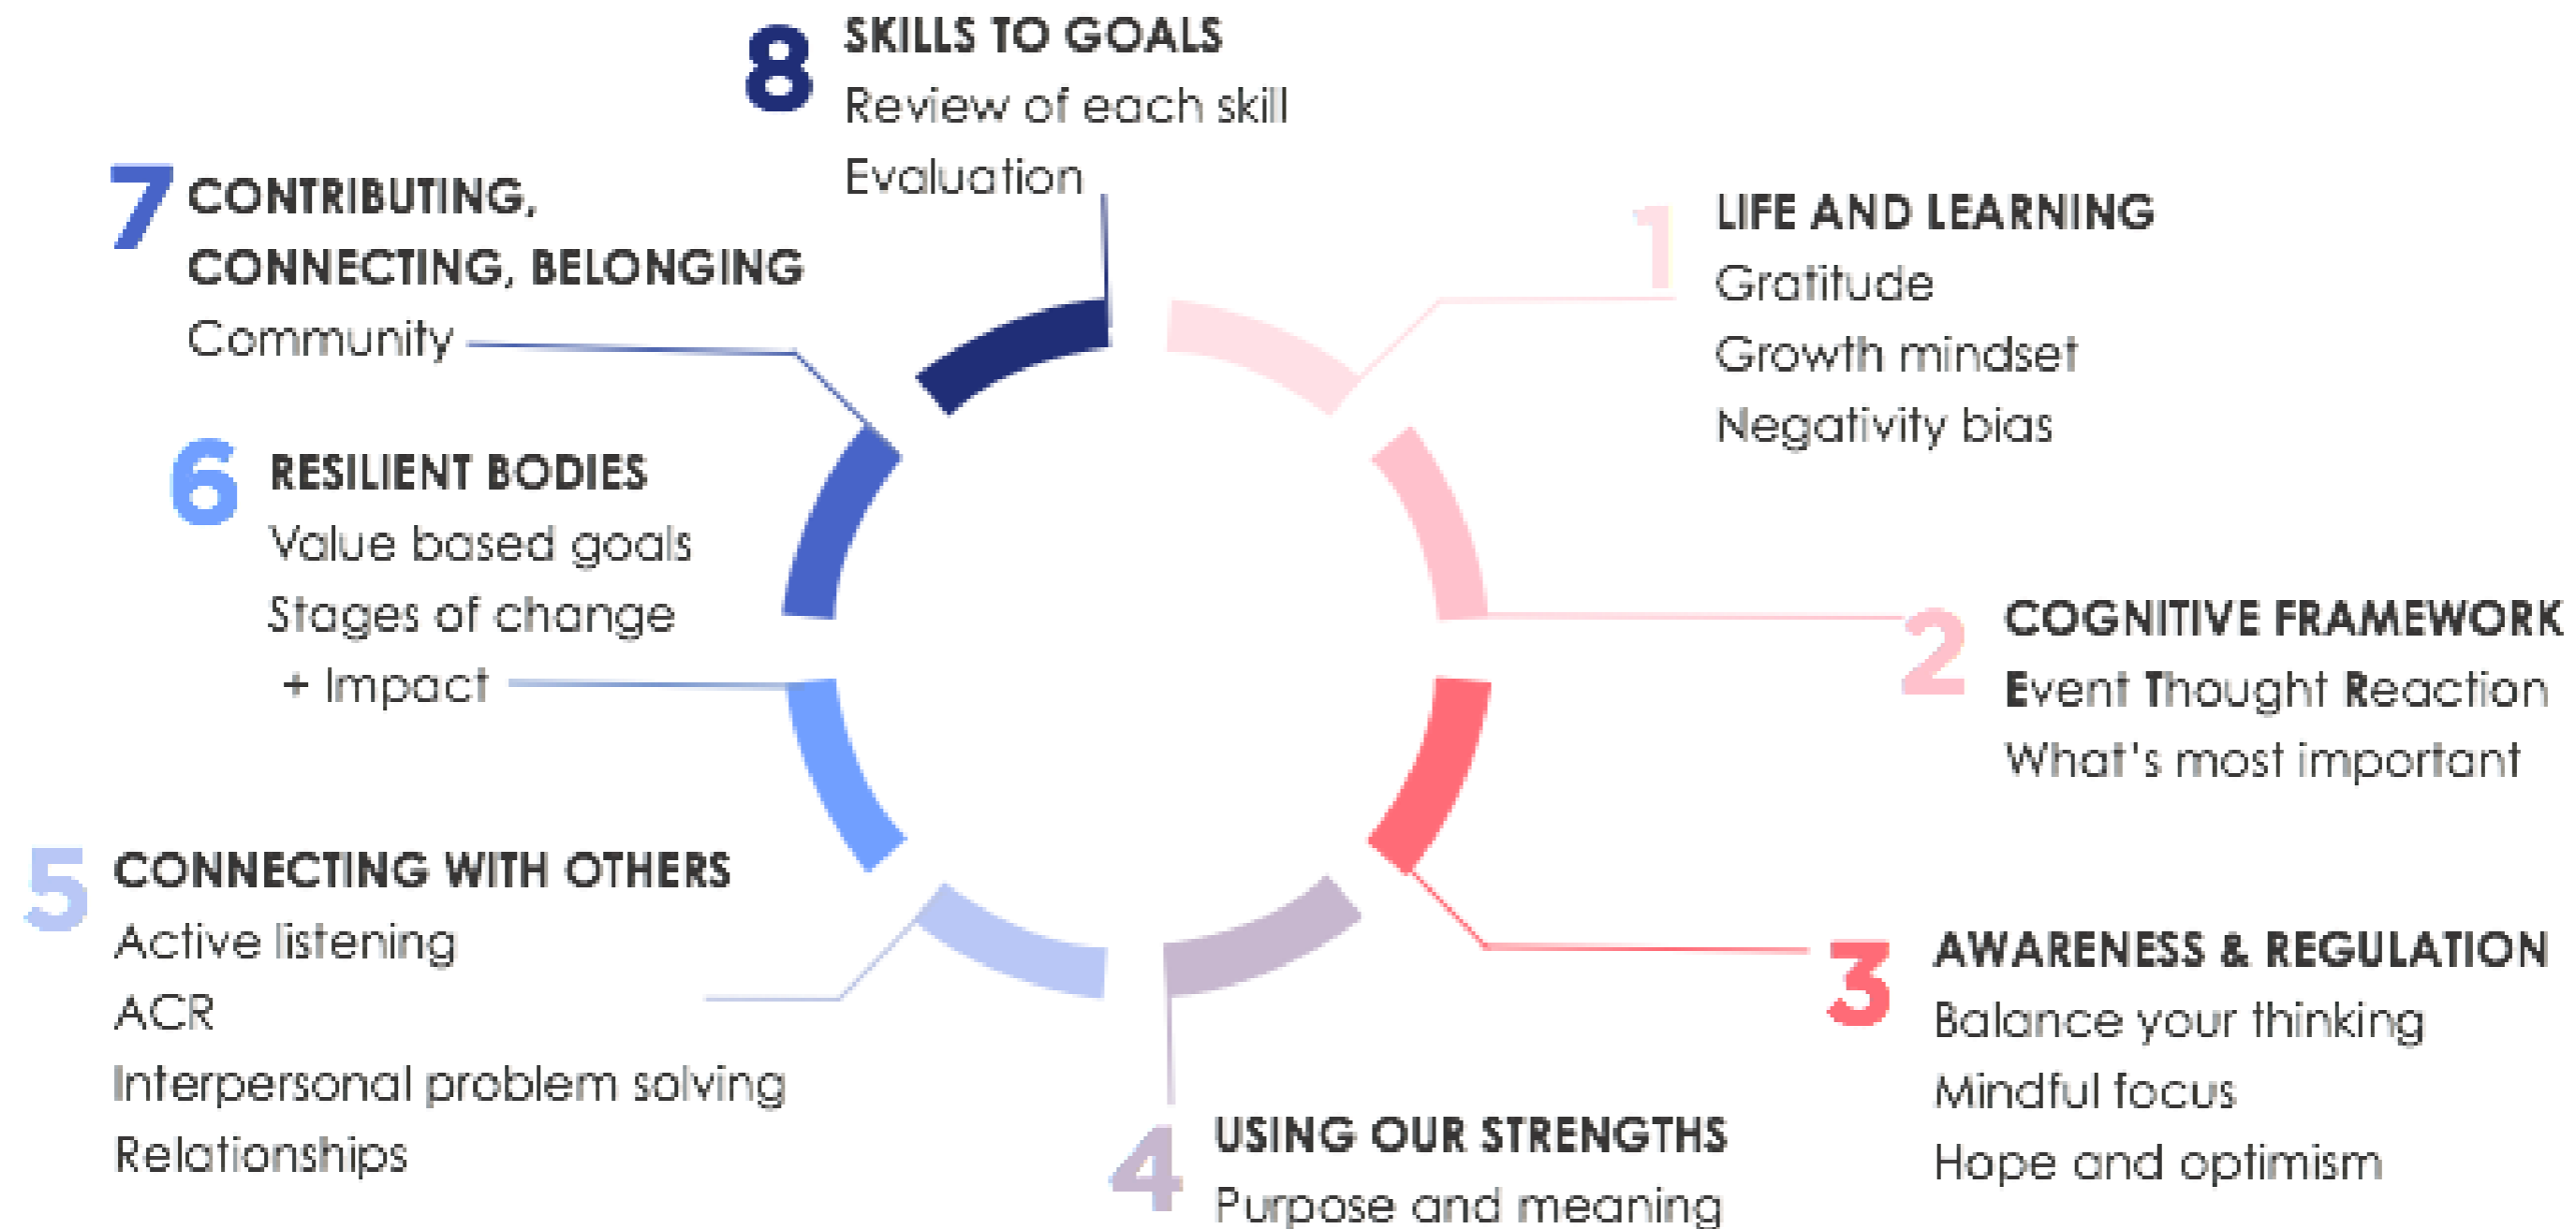 8
SKILLS TO GOALS
Review of each skill
Evaluation
1
LIFE AND LEARNING
Gratitude
Growth mindset
Negativity bias
2
COGNITIVE FRAMEWORK
Event Thought Reaction
What's most important
3
AWARENESS & REGULATION
Balance your thinking
Mindful focus
Hope and optimism
4
USING OUR STRENGTHS
Purpose and meaning
5
CONNECTING WITH OTHERS
Active listening
ACR
Interpersonal problem solving
Relationships
6
RESILIENT BODIES
Value based goals
Stages of change
+ Impact
7
CONTRIBUTING,
CONNECTING, BELONGING
Community